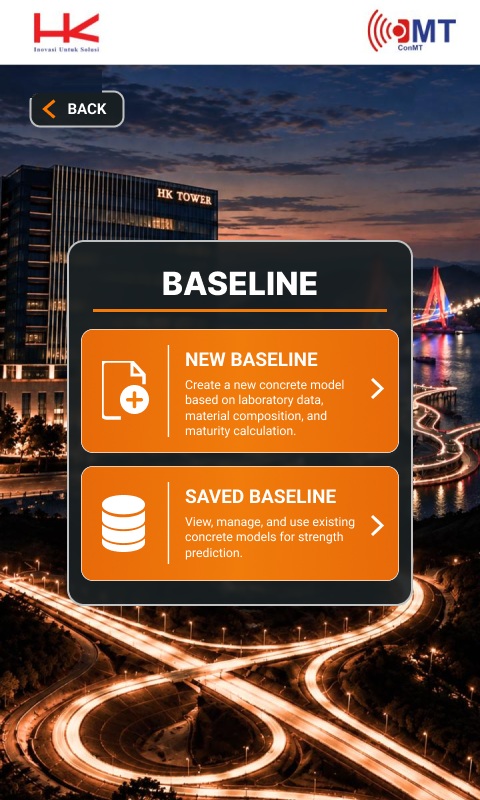 HK
Inovasi Untuk Solusi
MT
ConMT
BACK
HK TOWER
BASELINE
NEW BASELINE
Create a new concrete model
based on laboratory data,
material composition, and
maturity calculation.
SAVED BASELINE
View, manage, and use existing
concrete models for strength
prediction.